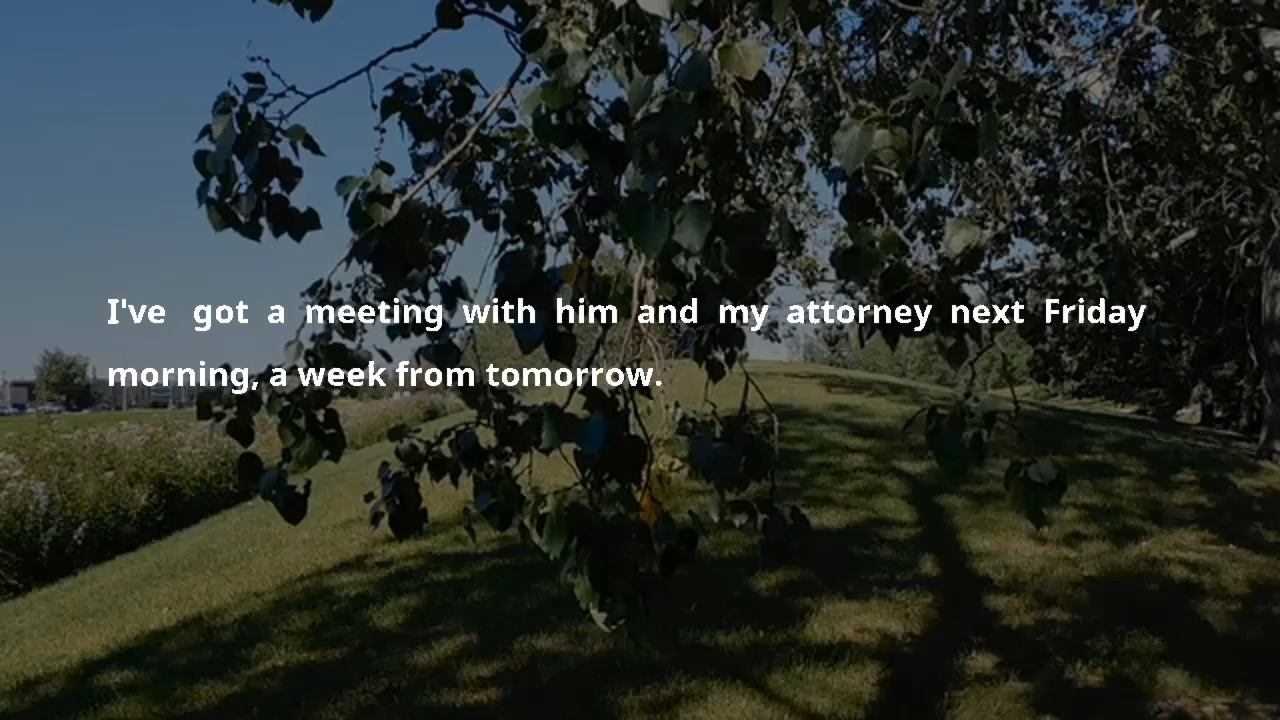 I've got a meeting with him and my attorney next Friday
morning, a week from tomorrow.